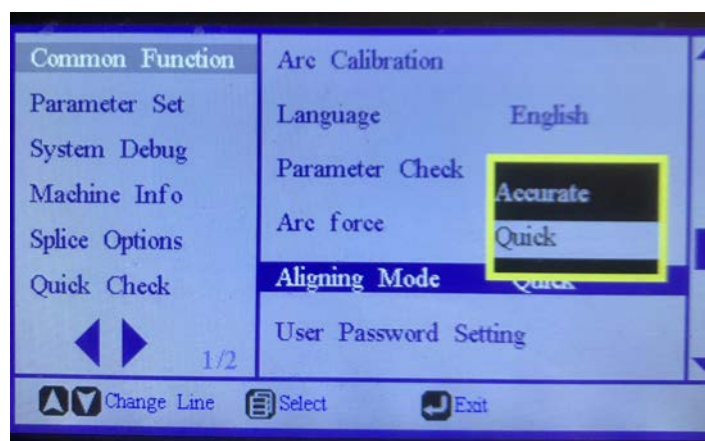 Common Function
Parameter Set
System Debug
Machine Info
Splice Options
Quick Check
1/2
Arc Calibration
Language English
Parameter Check
Arc force
Aligning Mode Quick
User Password Setting
Accurate
Quick
Change Line Select Exit